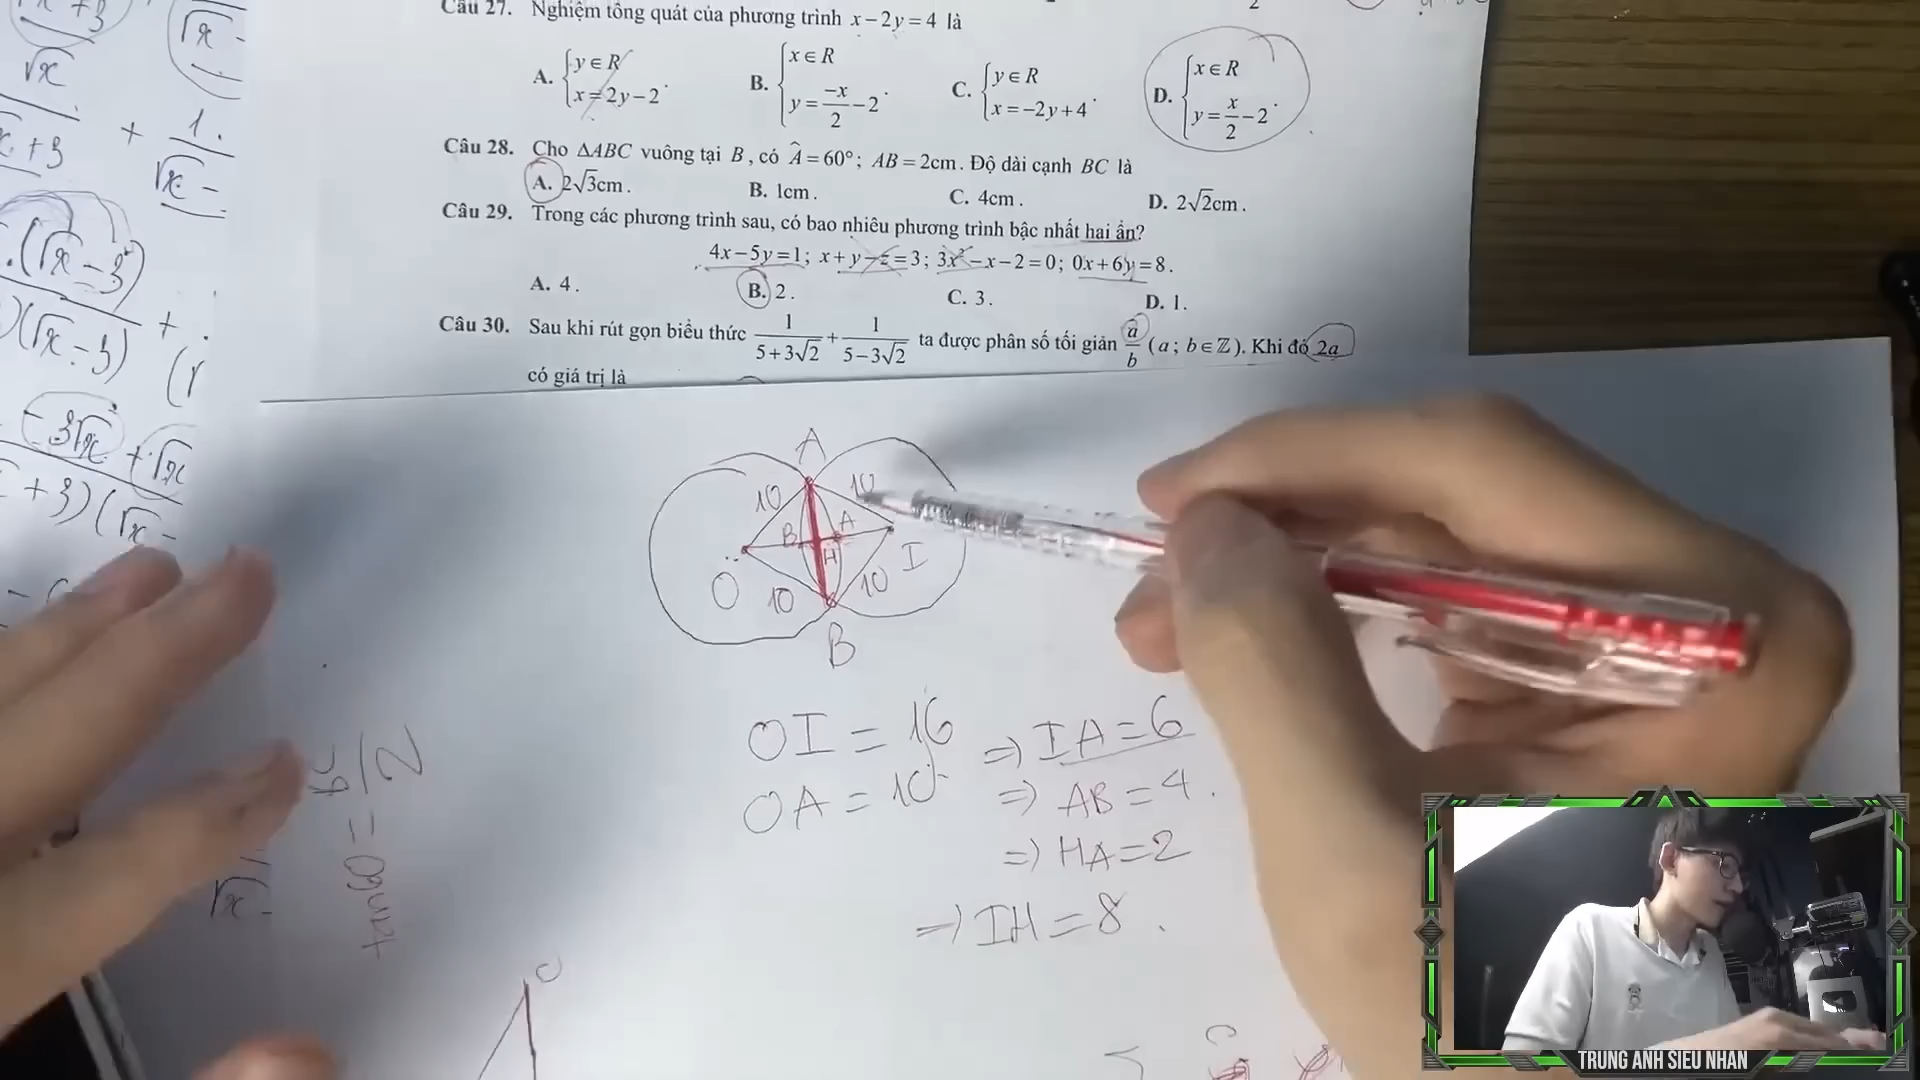 Câu 27. Nghiệm tổng quát của phương trình x − 2y = 4 là
A. { y ∈ R x = 2y − 2 .
B. { x ∈ R y = −x/2 − 2 .
C. { y ∈ R x = −2y + 4 .
D. { x ∈ R y = x/2 − 2 .
Câu 28. Cho ΔABC vuông tại B, có Â = 60°; AB = 2cm. Độ dài cạnh BC là
A. 2√3cm. B. 1cm. C. 4cm. D. 2√2cm.
Câu 29. Trong các phương trình sau, có bao nhiêu phương trình bậc nhất hai ẩn?
4x − 5y = 1; x + y − z = 3; 3x² − x − 2 = 0; 0x + 6y = 8.
A. 4. B. 2. C. 3. D. 1.
Câu 30. Sau khi rút gọn biểu thức 1/(5+3√2) + 1/(5−3√2) ta được phân số tối giản a/b (a; b ∈ ℤ). Khi đó 2a
có giá trị là
A
10 10
B A
H
O I
10 10
B
OI = 16 => IA = 6
OA = 10 => AB = 4.
=> HA = 2
=> IH = 8.
C
TRUNG ANH SIEU NHAN